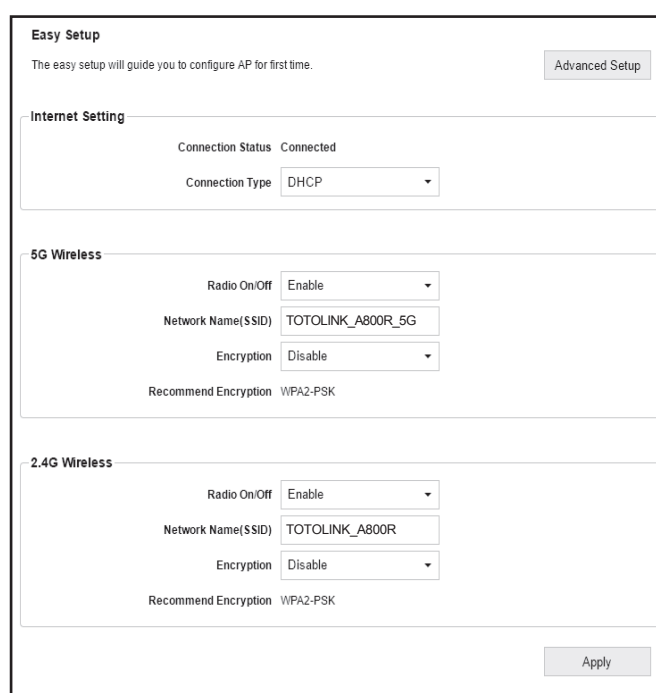 Easy Setup
The easy setup will guide you to configure AP for first time.
Advanced Setup
Internet Setting
Connection Status Connected
Connection Type DHCP
5G Wireless
Radio On/Off Enable
Network Name(SSID) TOTOLINK_A800R_5G
Encryption Disable
Recommend Encryption WPA2-PSK
2.4G Wireless
Radio On/Off Enable
Network Name(SSID) TOTOLINK_A800R
Encryption Disable
Recommend Encryption WPA2-PSK
Apply